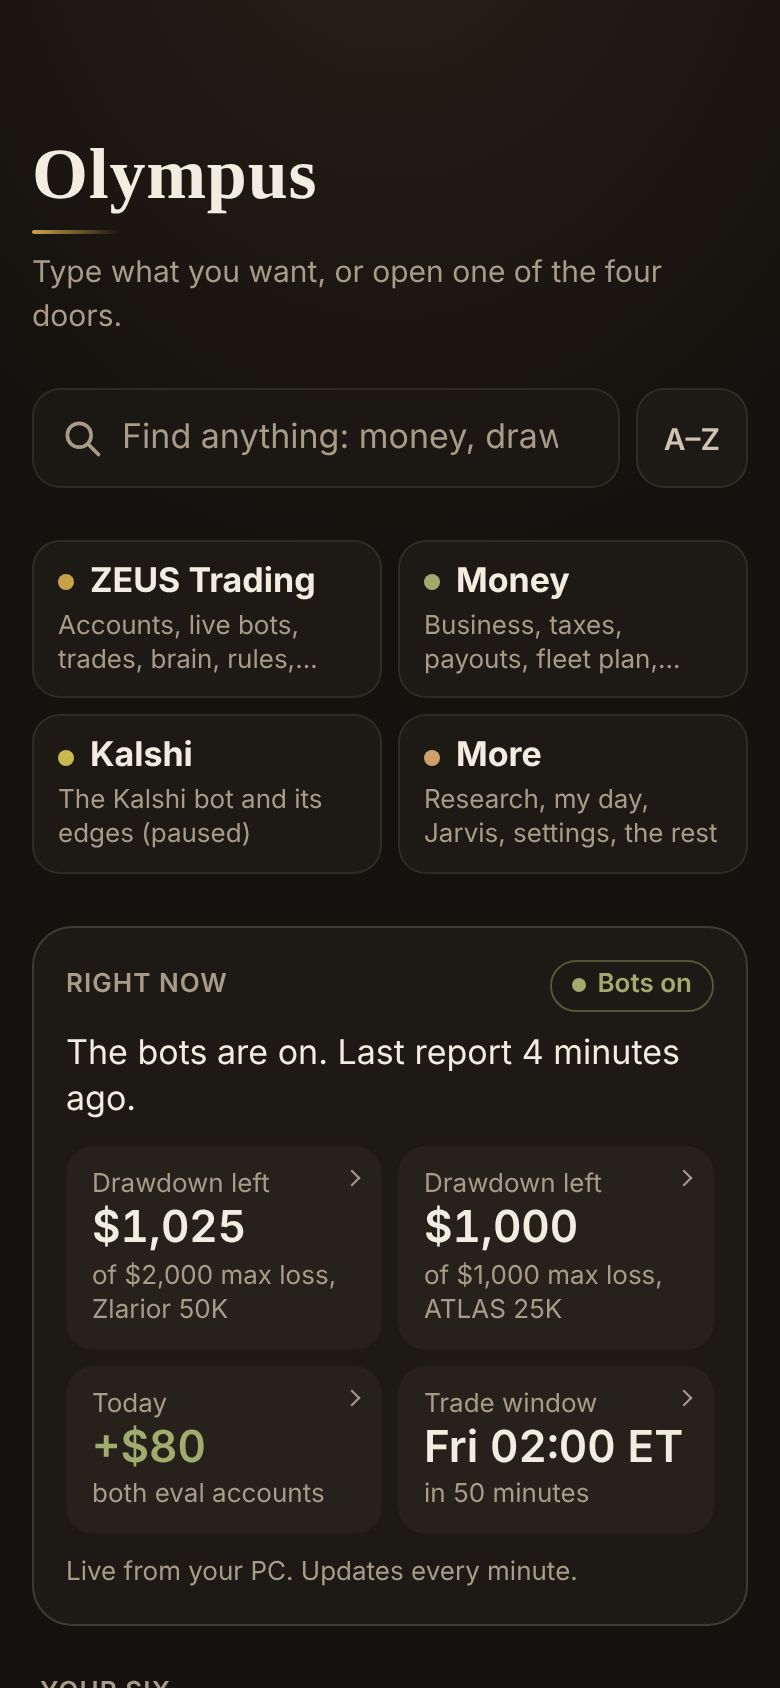 Olympus
Type what you want, or open one of the four
doors.
Find anything: money, draw
A–Z
ZEUS Trading
Accounts, live bots,
trades, brain, rules,...
Money
Business, taxes,
payouts, fleet plan,...
Kalshi
The Kalshi bot and its
edges (paused)
More
Research, my day,
Jarvis, settings, the rest
RIGHT NOW
Bots on
The bots are on. Last report 4 minutes
ago.
Drawdown left
$1,025
of $2,000 max loss,
Zlarior 50K
Drawdown left
$1,000
of $1,000 max loss,
ATLAS 25K
Today
+$80
both eval accounts
Trade window
Fri 02:00 ET
in 50 minutes
Live from your PC. Updates every minute.
YOUR SIX